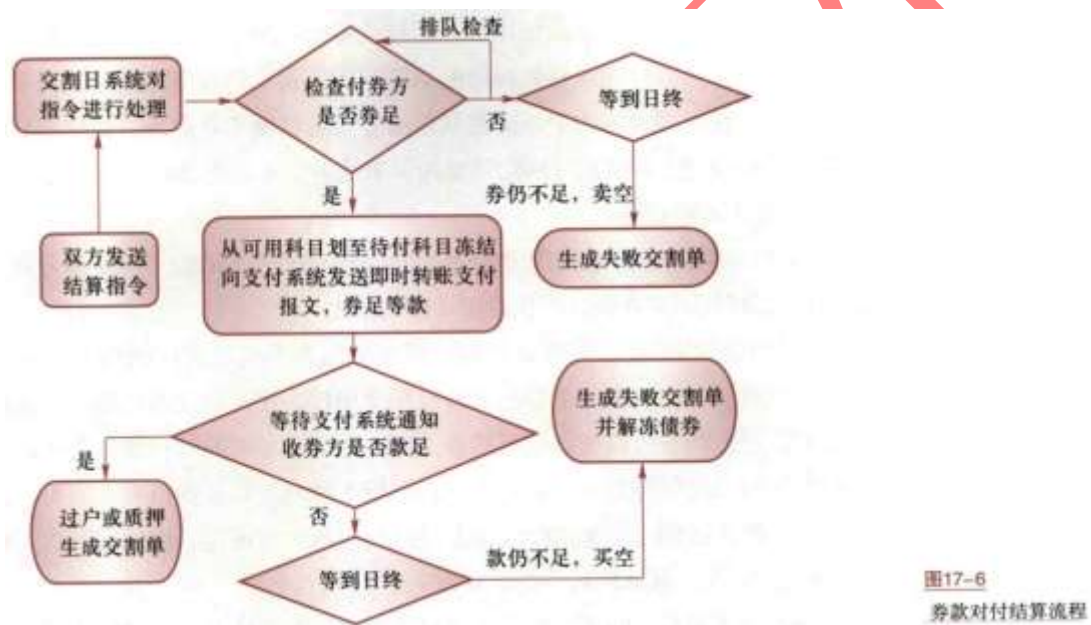 排队检查
交割日系统对
指令进行处理
检查付券方
是否券足
否
等到日终
是
券仍不足，卖空
双方发送
结算指令
从可用科目划至待付科目冻结
向支付系统发送即时转账支付
报文，券足等款
生成失败交割单
等待支付系统通知
收券方是否款足
生成失败交割单
并解冻债券
是
过户或质押
生成交割单
否
款仍不足，买空
等到日终
图17-6
券款对付结算流程